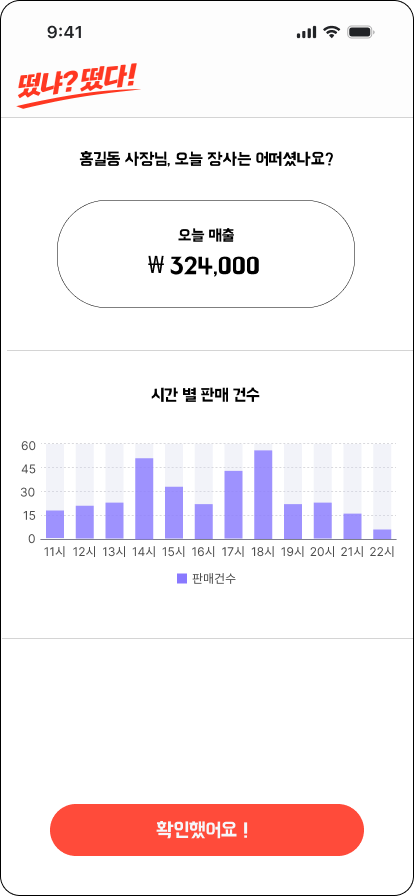 9:41
떴냐? 떴다!
홍길동 사장님, 오늘 장사는 어떠셨나요?
오늘 매출
₩ 324,000
시간 별 판매 건수
60
45
30
15
0
11시 12시 13시 14시 15시 16시 17시 18시 19시 20시 21시 22시
판매건수
확인했어요 !